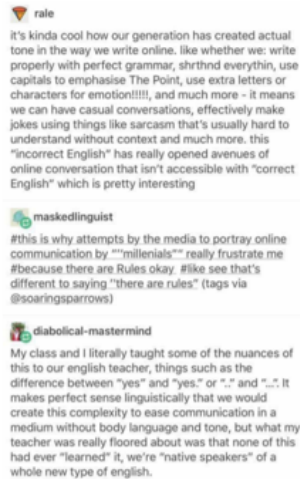 rale
it's kinda cool how our generation has created actual
tone in the way we write online. like whether we: write
properly with perfect grammar, shrthnd everythin, use
capitals to emphasise The Point, use extra letters or
characters for emotion!!!!!, and much more - it means
we can have casual conversations, effectively make
jokes using things like sarcasm that's usually hard to
understand without context and much more. this
"incorrect English" has really opened avenues of
online conversation that isn't accessible with "correct
English" which is pretty interesting
maskedlinguist
#this is why attempts by the media to portray online
communication by """millenials"" really frustrate me
#because there are Rules okay #like see that's
different to saying "there are rules" (tags via
@soaringsparrows)
diabolical-mastermind
My class and I literally taught some of the nuances of
this to our english teacher, things such as the
difference between "yes" and "yes." or ".." and "...". It
makes perfect sense linguistically that we would
create this complexity to ease communication in a
medium without body language and tone, but what my
teacher was really floored about was that none of this
had ever "learned" it, we're "native speakers" of a
whole new type of english.